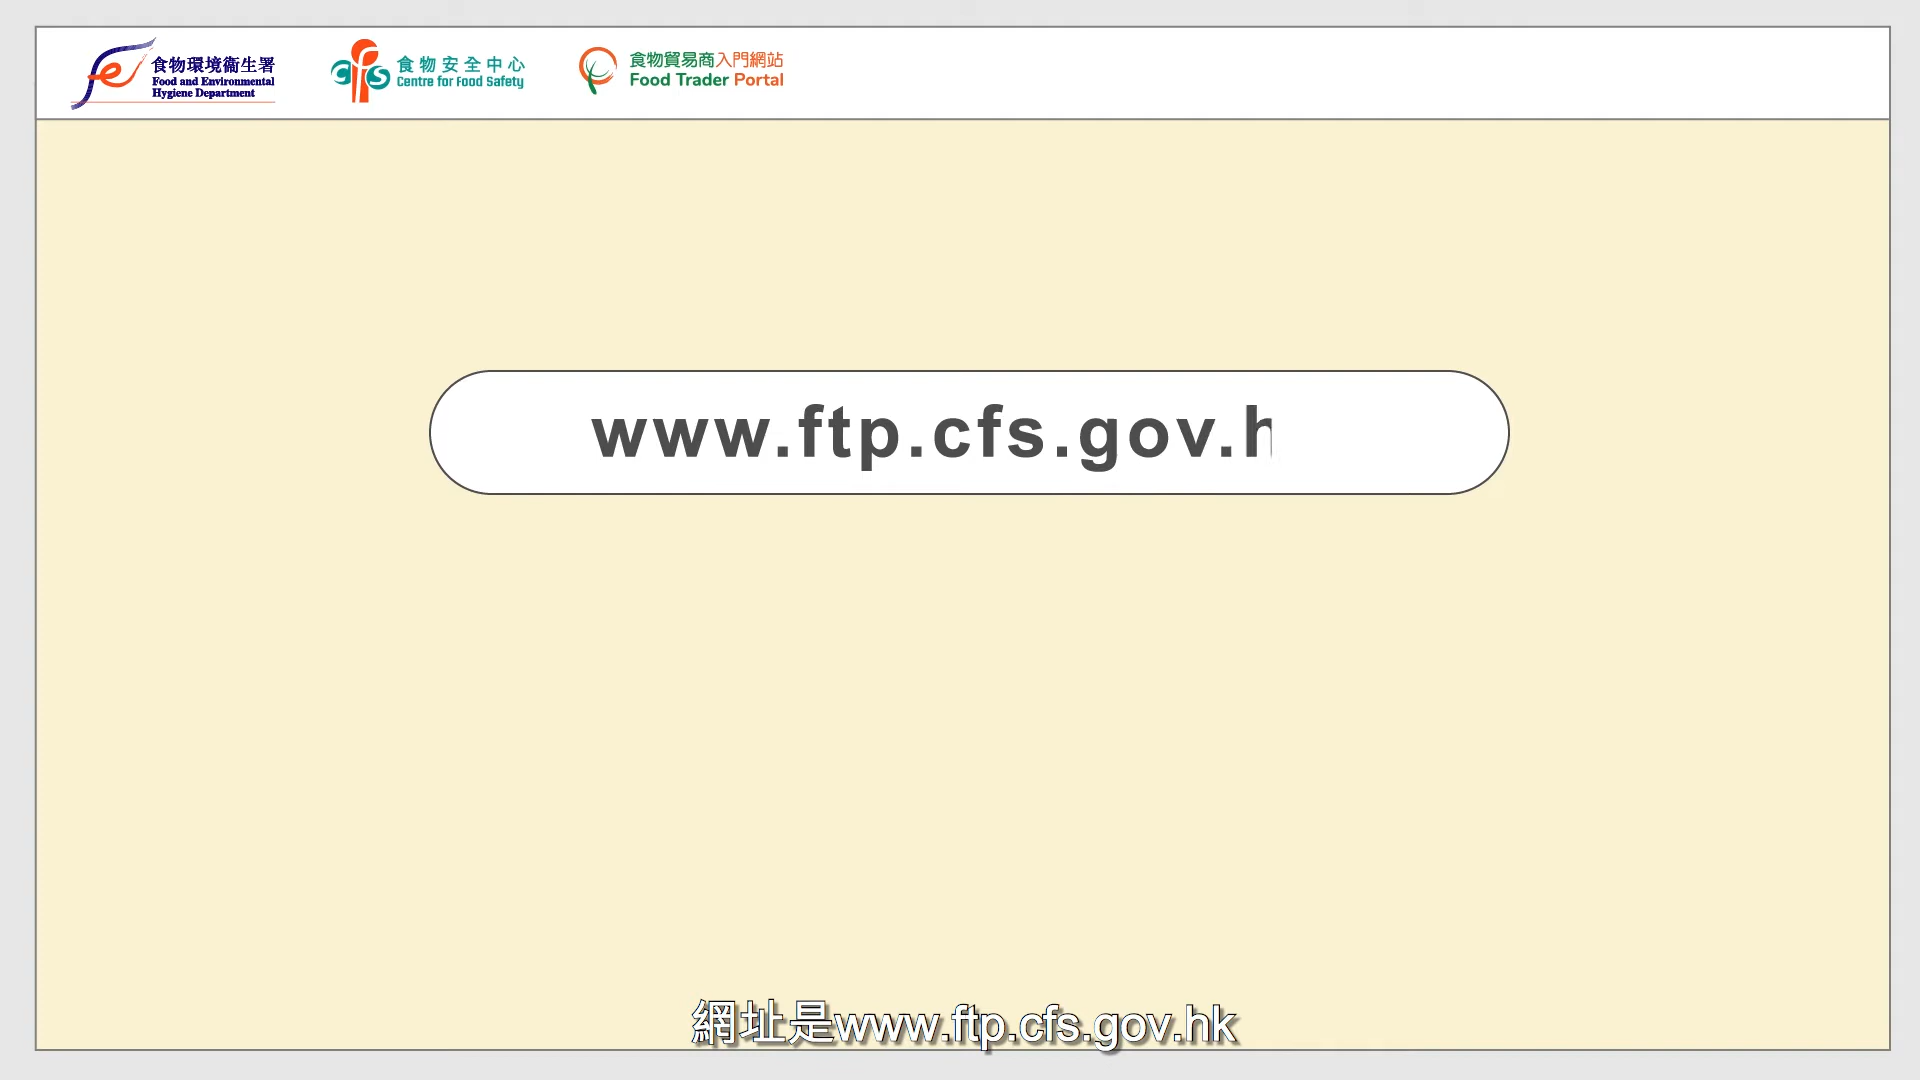 食物環境衞生署
Food and Environmental
Hygiene Department
食物安全中心
Centre for Food Safety
食物貿易商入門網站
Food Trader Portal
www.ftp.cfs.gov.h
網址是www.ftp.cfs.gov.hk